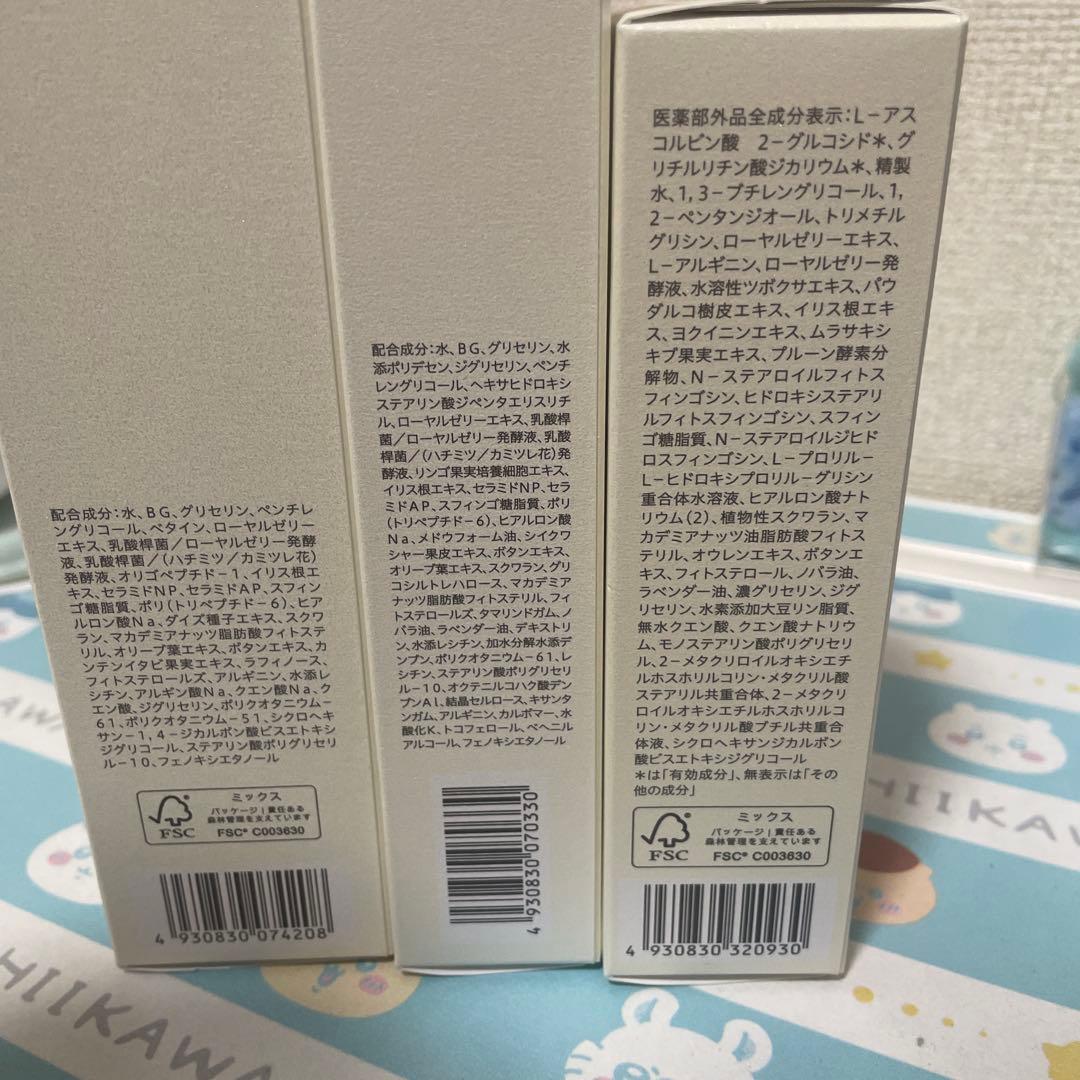 配合成分：水、BG、グリセリン、ペンチレ
ングリコール、ベタイン、ローヤルゼリー
エキス、乳酸桿菌／ローヤルゼリー発酵
液、乳酸桿菌／(ハチミツ／カミツレ花)
発酵液、オリゴペプチド－1、イリス根エ
キス、セラミドNP、セラミドAP、スフィン
ゴ糖脂質、ポリ(トリペプチド－6)、ヒア
ルロン酸Na、ダイズ種子エキス、スクワ
ラン、マカデミアナッツ脂肪酸フィトステ
リル、オリーブ葉エキス、ボタンエキス、カ
ンテンイタビ果実エキス、ラフィノース、
フィトステロールズ、アルギニン、水添レ
シチン、アルギン酸Na、クエン酸Na、ク
エン酸、ジグリセリン、ポリクオタニウム－
61、ポリクオタニウム－51、シクロヘキ
サン－1，4－ジカルボン酸ビスエトキシ
ジグリコール、ステアリン酸ポリグリセリ
ル－10、フェノキシエタノール
FSC
ミックス
パッケージ｜責任ある
森林管理を支えています
FSC® C003630
4 930830 074208
配合成分：水、BG、グリセリン、水
添ポリデセン、ジグリセリン、ペンチ
レングリコール、ヘキサヒドロキシ
ステアリン酸ジペンタエリスリチ
ル、ローヤルゼリーエキス、乳酸桿
菌／ローヤルゼリー発酵液、乳酸
桿菌／(ハチミツ／カミツレ花)発
酵液、リンゴ果実培養細胞エキス、
イリス根エキス、セラミドNP、セラ
ミドAP、スフィンゴ糖脂質、ポリ
(トリペプチド－6)、ヒアルロン酸
Na、メドウフォーム油、シイクワ
シャー果皮エキス、ボタンエキス、
オリーブ葉エキス、スクワラン、グリ
コシルトレハロース、マカデミア
ナッツ脂肪酸フィトステリル、フィ
トステロールズ、タマリンドガム、ノ
バラ油、ラベンダー油、デキストリ
ン、水添レシチン、加水分解水添デ
ンプン、ポリクオタニウム－61、レシ
チン、ステアリン酸ポリグリセリ
ル－10、オクテニルコハク酸デン
プンAl、結晶セルロース、キサンタ
ンガム、アルギニン、カルボマー、水
酸化K、トコフェロール、ベヘニル
アルコール、フェノキシエタノール
4 930830 070330
医薬部外品全成分表示：L－アス
コルビン酸　2－グルコシド＊、グ
リチルリチン酸ジカリウム＊、精製
水、1，3－ブチレングリコール、1，
2－ペンタンジオール、トリメチル
グリシン、ローヤルゼリーエキス、
L－アルギニン、ローヤルゼリー発
酵液、水溶性ツボクサエキス、パウ
ダルコ樹皮エキス、イリス根エキ
ス、ヨクイニンエキス、ムラサキシ
キブ果実エキス、プルーン酵素分
解物、N－ステアロイルフィトス
フィンゴシン、ヒドロキシステアリ
ルフィトスフィンゴシン、スフィン
ゴ糖脂質、N－ステアロイルジヒド
ロスフィンゴシン、L－プロリル－
L－ヒドロキシプロリル－グリシン
重合体水溶液、ヒアルロン酸ナト
リウム(2)、植物性スクワラン、マ
カデミアナッツ油脂肪酸フィトス
テリル、オウレンエキス、ボタンエ
キス、フィトステロール、ノバラ油、
ラベンダー油、濃グリセリン、ジグ
リセリン、水素添加大豆リン脂質、
無水クエン酸、クエン酸ナトリウ
ム、モノステアリン酸ポリグリセリ
ル、2－メタクリロイルオキシエチ
ルホスホリルコリン・メタクリル酸
ステアリル共重合体、2－メタクリ
ロイルオキシエチルホスホリルコ
リン・メタクリル酸ブチル共重合
体液、シクロヘキサンジカルボン
酸ビスエトキシジグリコール
＊は「有効成分」、無表示は「その
他の成分」
FSC
ミックス
パッケージ｜責任ある
森林管理を支えています
FSC® C003630
4 930830 320930
HIIKAWA
HIIKAWA